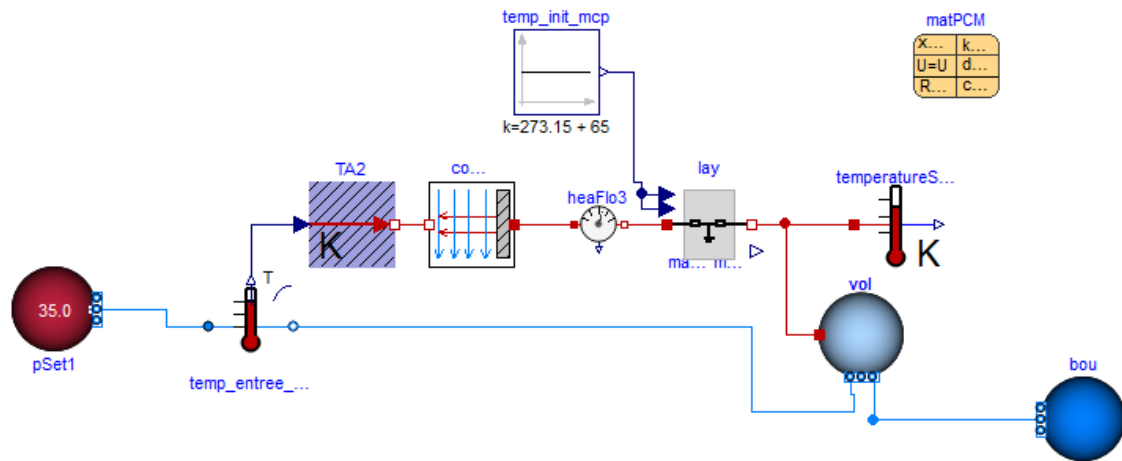 temp_init_mcp
matPCM
x...
k...
U=U
d...
R...
c...
k=273.15 + 65
TA2
co...
lay
heaFlo3
temperatureS...
K
K
ma...
m...
T
35.0
vol
pSet1
temp_entree_...
bou